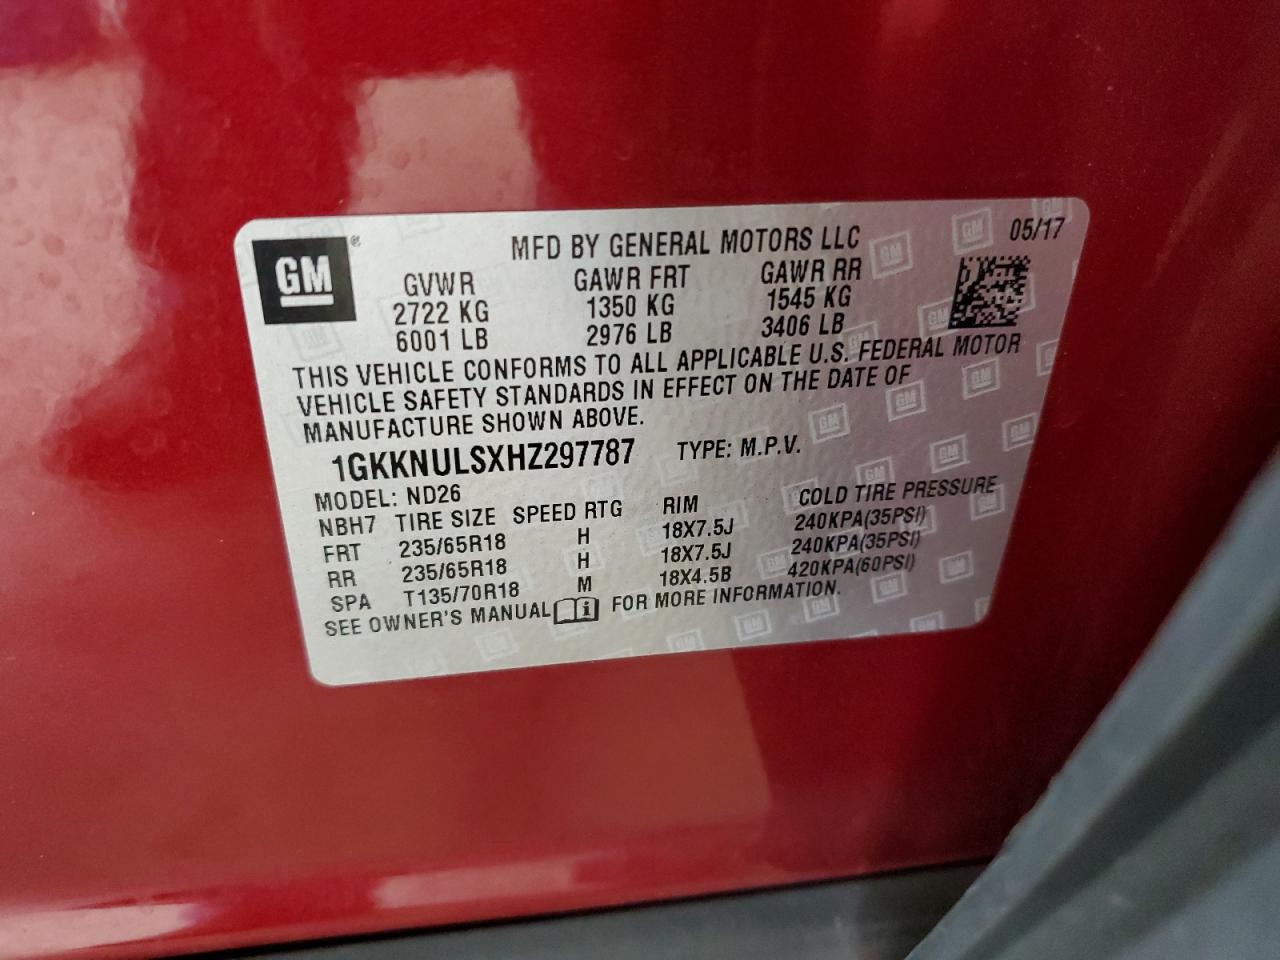 GM
®
MFD BY GENERAL MOTORS LLC 05/17
GVWR GAWR FRT GAWR RR
2722 KG 1350 KG 1545 KG
6001 LB 2976 LB 3406 LB
THIS VEHICLE CONFORMS TO ALL APPLICABLE U.S. FEDERAL MOTOR
VEHICLE SAFETY STANDARDS IN EFFECT ON THE DATE OF
MANUFACTURE SHOWN ABOVE.
1GKKNULSXHZ297787 TYPE: M.P.V.
MODEL: ND26
NBH7 TIRE SIZE SPEED RTG RIM COLD TIRE PRESSURE
FRT 235/65R18 H 18X7.5J 240KPA(35PSI)
RR 235/65R18 H 18X7.5J 240KPA(35PSI)
SPA T135/70R18 M 18X4.5B 420KPA(60PSI)
SEE OWNER'S MANUAL i FOR MORE INFORMATION.